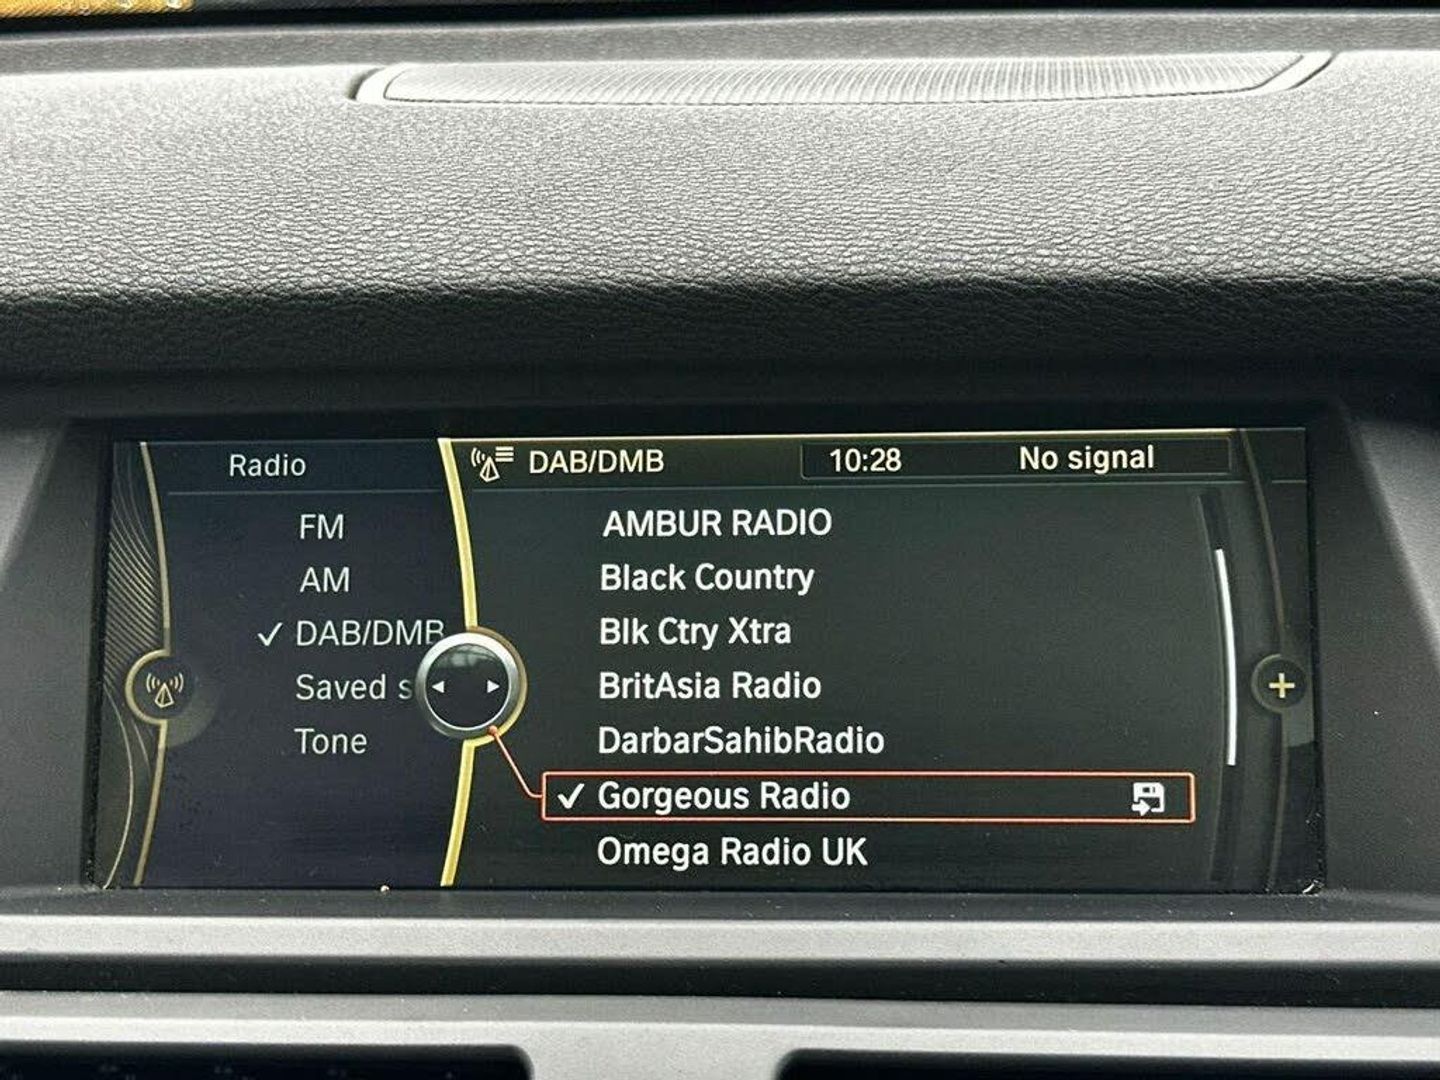 Radio
FM
AM
DAB/DMB
Saved s
Tone
DAB/DMB 10:28 No signal
AMBUR RADIO
Black Country
Blk Ctry Xtra
BritAsia Radio
DarbarSahibRadio
Gorgeous Radio
Omega Radio UK